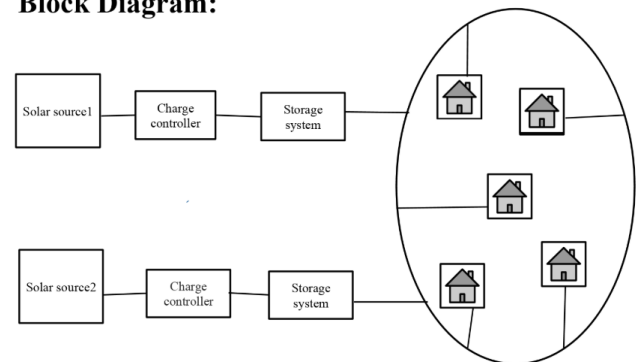 Block Diagram:
Solar source1
Charge
controller
Storage
system
Solar source2
Charge
controller
Storage
system